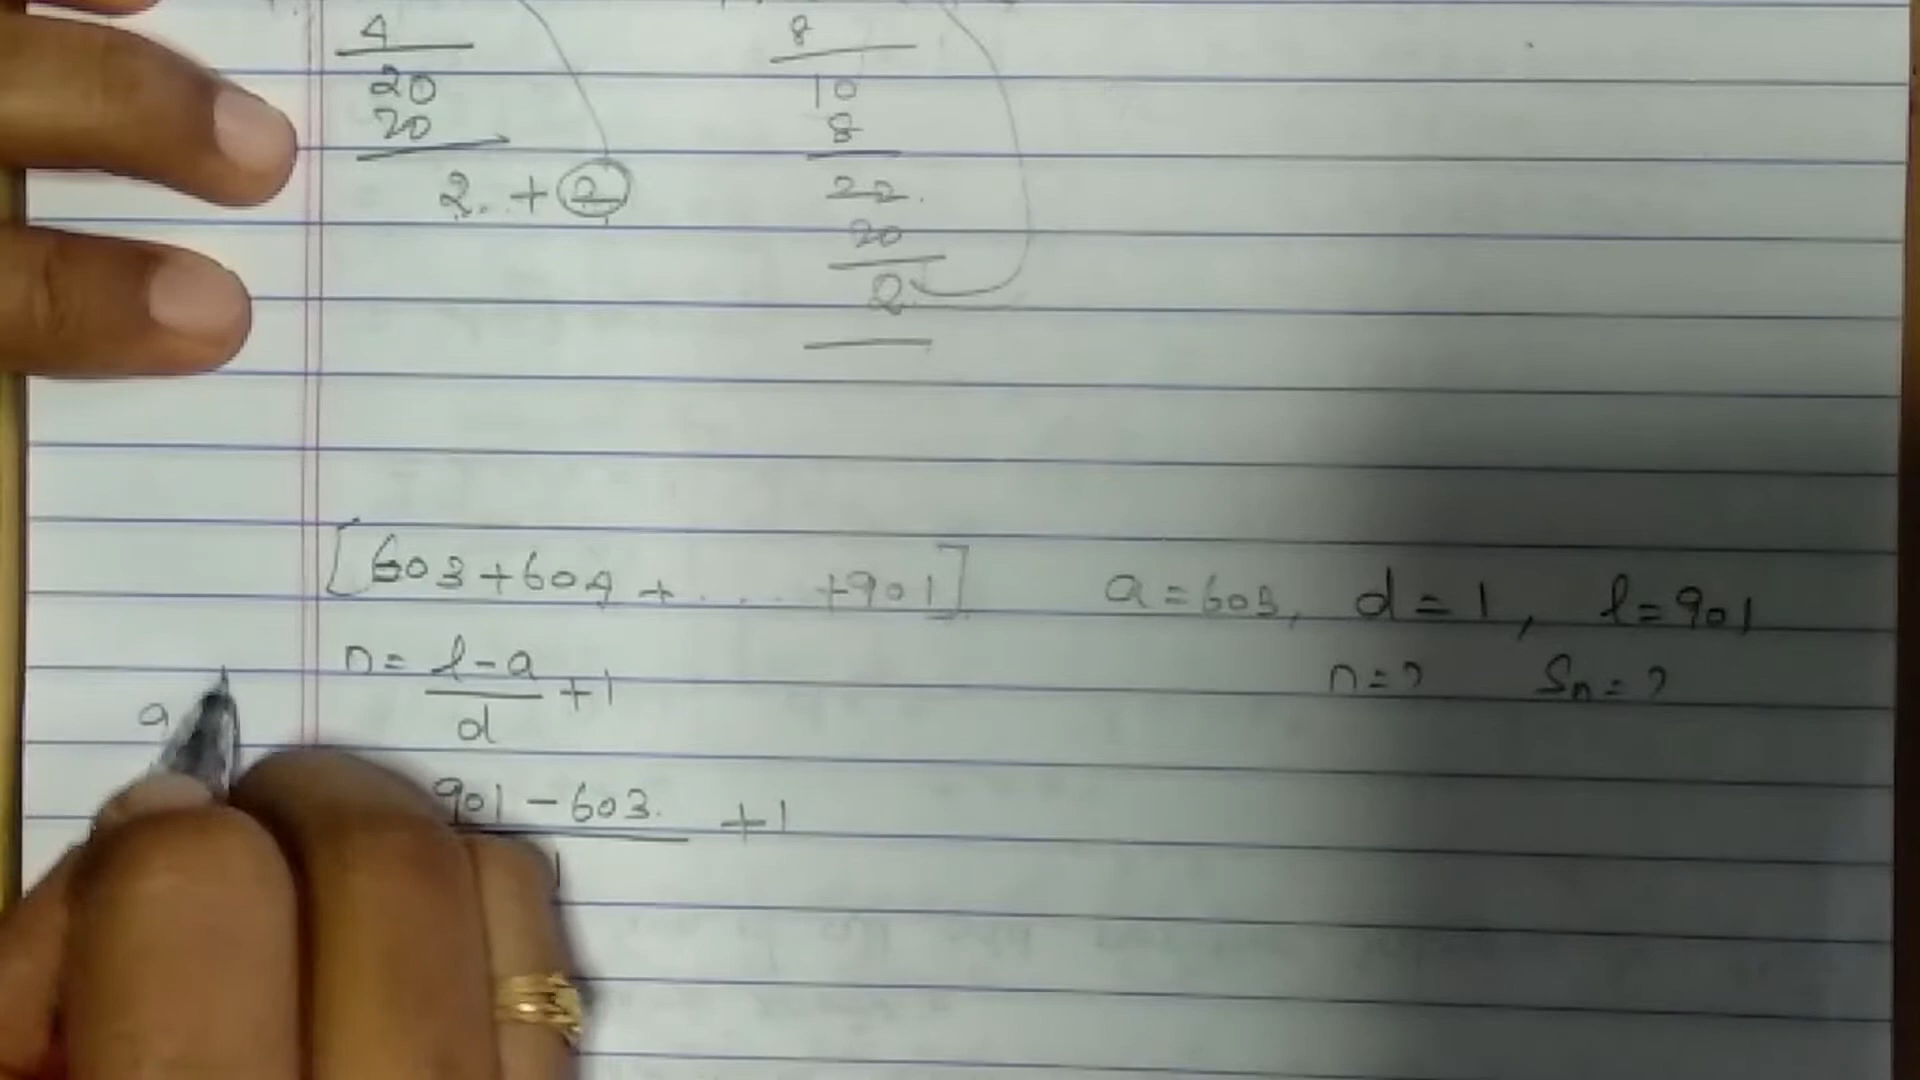 4 8
20 10
20 8
2. + 2 22.
20
2
[603+604 + . ... +901] a=603, d=1, l=901
n= l-a/d +1 n=? Sn=?
a
901-603./1 +1